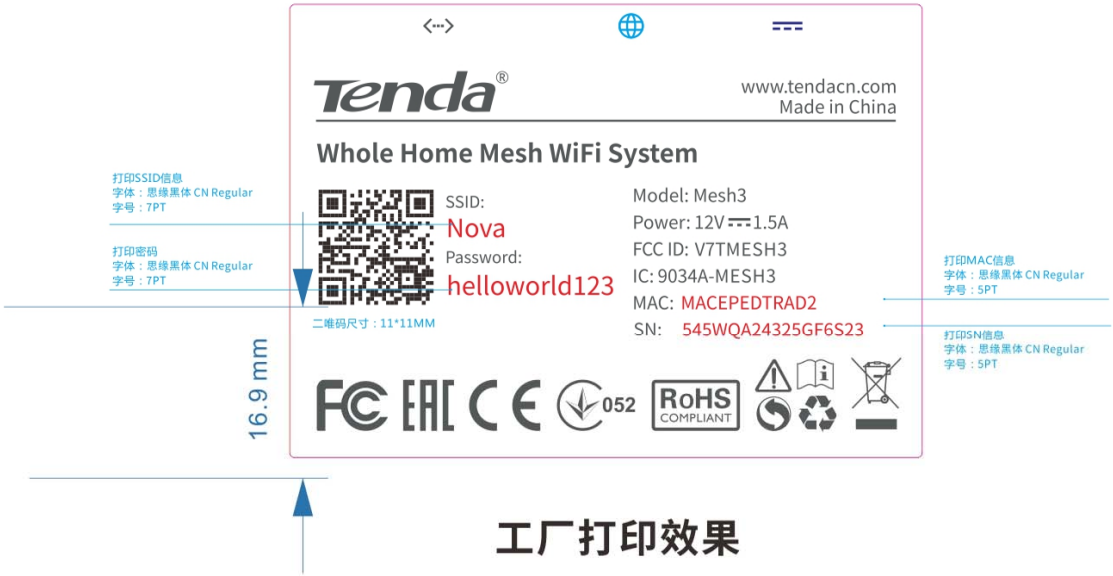 Tenda®
www.tendacn.com
Made in China
Whole Home Mesh WiFi System
打印SSID信息
字体：思缘黑体 CN Regular
字号：7PT
打印密码
字体：思缘黑体 CN Regular
字号：7PT
SSID:
Nova
Password:
helloworld123
二唯码尺寸：11*11MM
Model: Mesh3
Power: 12V⎓1.5A
FCC ID: V7TMESH3
IC: 9034A-MESH3
MAC: MACEPEDTRAD2
SN: 545WQA24325GF6S23
打印MAC信息
字体：思缘黑体 CN Regular
字号：5PT
打印SN信息
字体：思缘黑体 CN Regular
字号：5PT
16.9 mm
FC EAC CE 052 RoHS
COMPLIANT
工厂打印效果